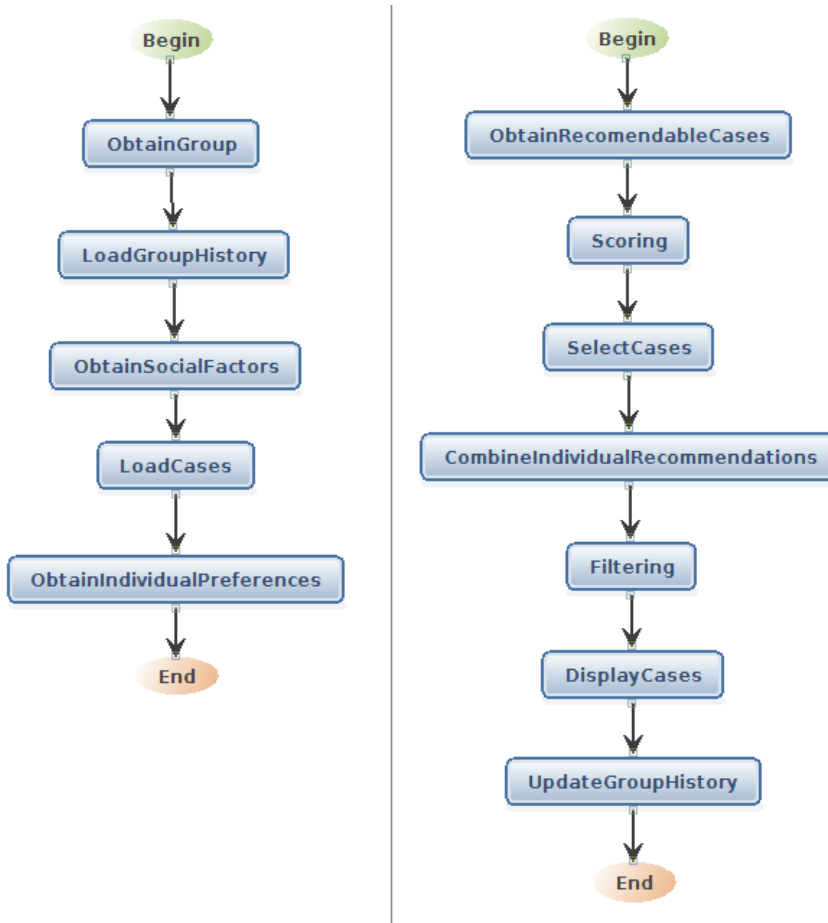 Begin
ObtainGroup
LoadGroupHistory
ObtainSocialFactors
LoadCases
ObtainIndividualPreferences
End
Begin
ObtainRecomendableCases
Scoring
SelectCases
CombineIndividualRecommendations
Filtering
DisplayCases
UpdateGroupHistory
End